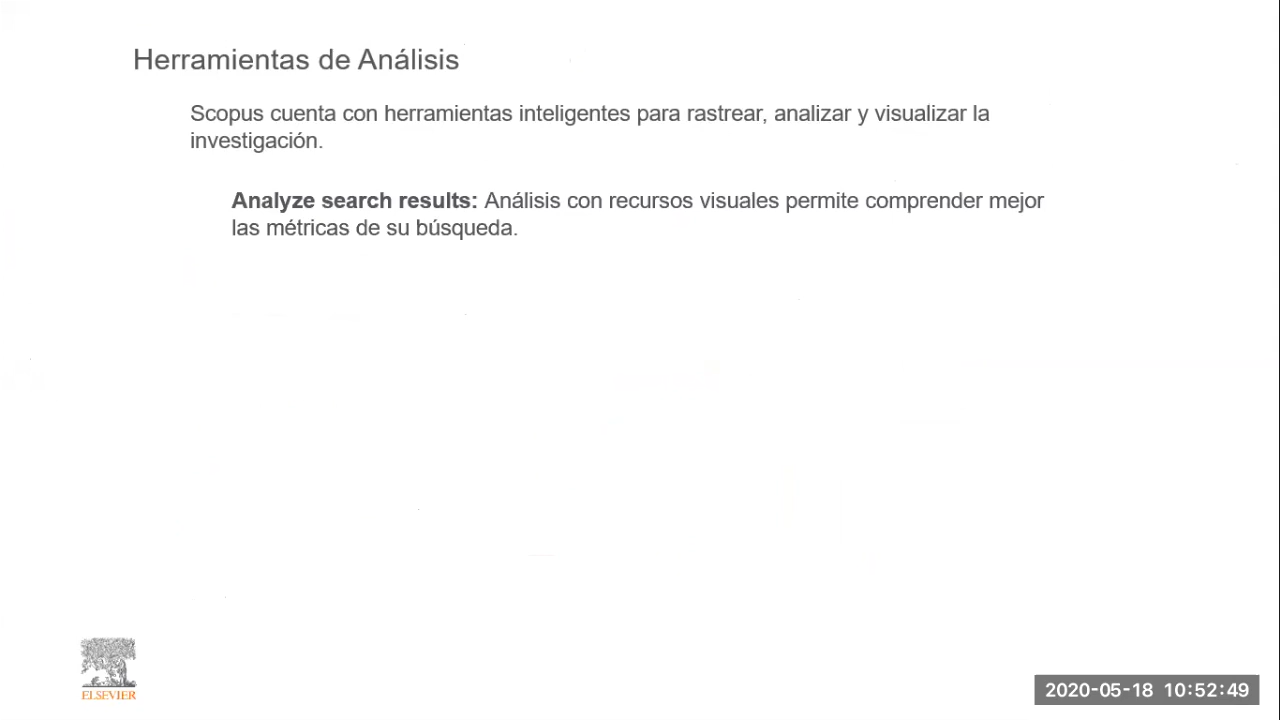 Herramientas de Análisis
Scopus cuenta con herramientas inteligentes para rastrear, analizar y visualizar la
investigación.
Analyze search results: Análisis con recursos visuales permite comprender mejor
las métricas de su búsqueda.
ELSEVIER
2020-05-18 10:52:49